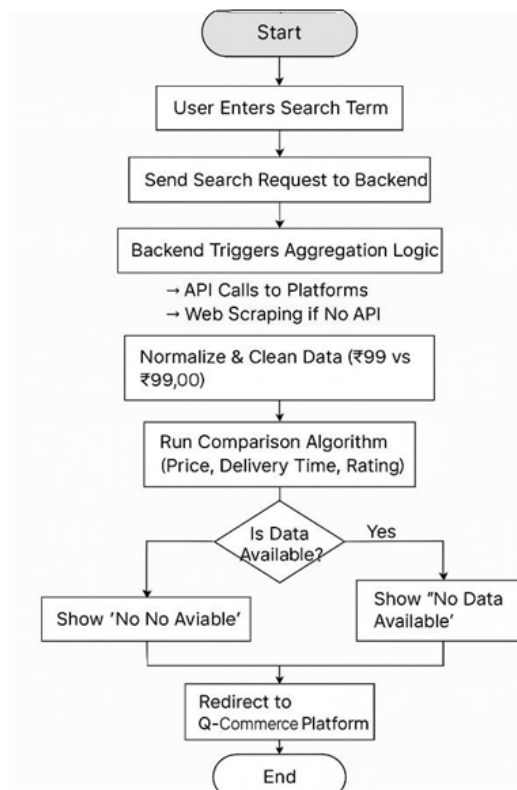 Start
User Enters Search Term
Send Search Request to Backend
Backend Triggers Aggregation Logic
→ API Calls to Platforms
→ Web Scraping if No API
Normalize & Clean Data (₹99 vs
₹99,00)
Run Comparison Algorithm
(Price, Delivery Time, Rating)
Is Data
Available?
Yes
Show ‘No No Aviable’
Show “No Data
Available’
Redirect to
Q-Commerce Platform
End